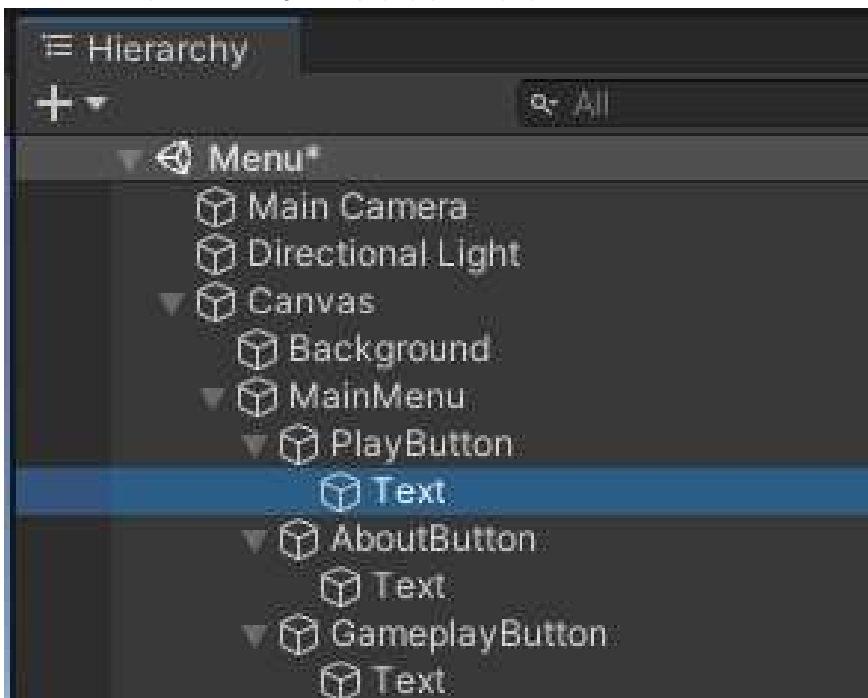 Hierarchy
All
Menu*
Main Camera
Directional Light
Canvas
Background
MainMenu
PlayButton
Text
AboutButton
Text
GameplayButton
Text